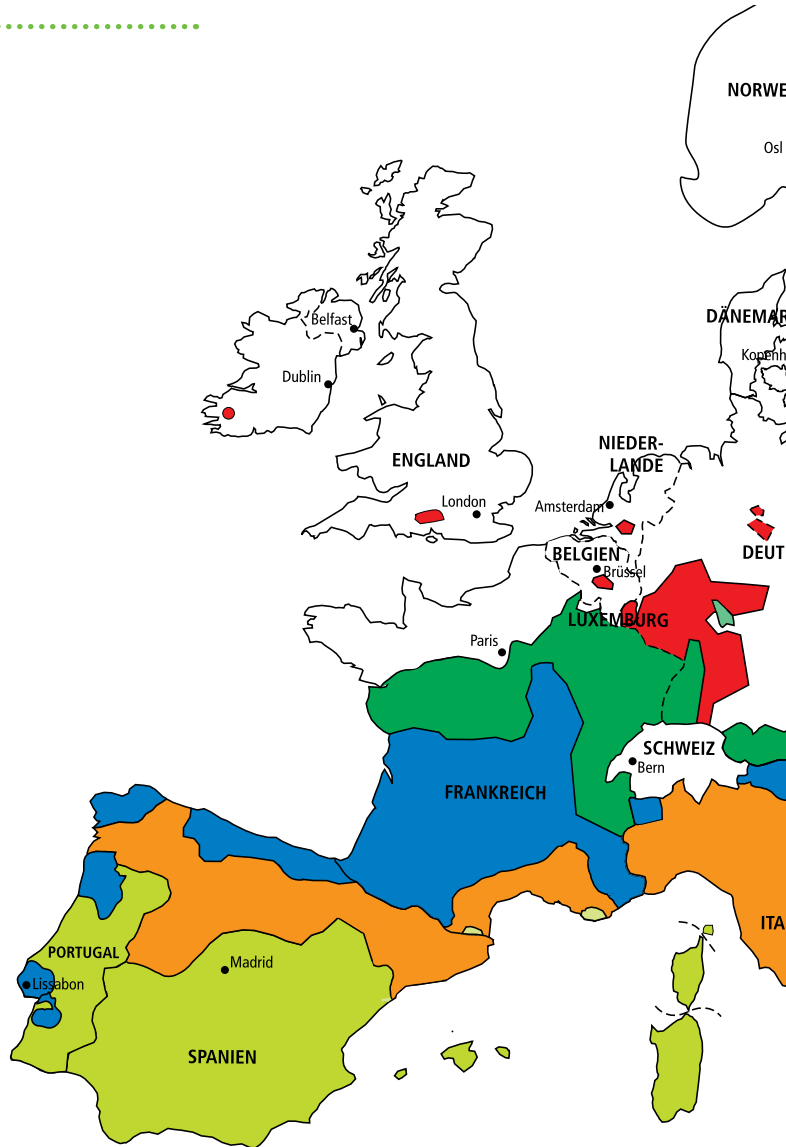 NORWE
Osl
Belfast
DÄNEMAR
Kopenh
Dublin
NIEDER-
LANDE
ENGLAND
London
Amsterdam
BELGIEN
DEUT
Brüssel
LUXEMBURG
Paris
SCHWEIZ
Bern
FRANKREICH
ITA
PORTUGAL
Madrid
Lissabon
SPANIEN